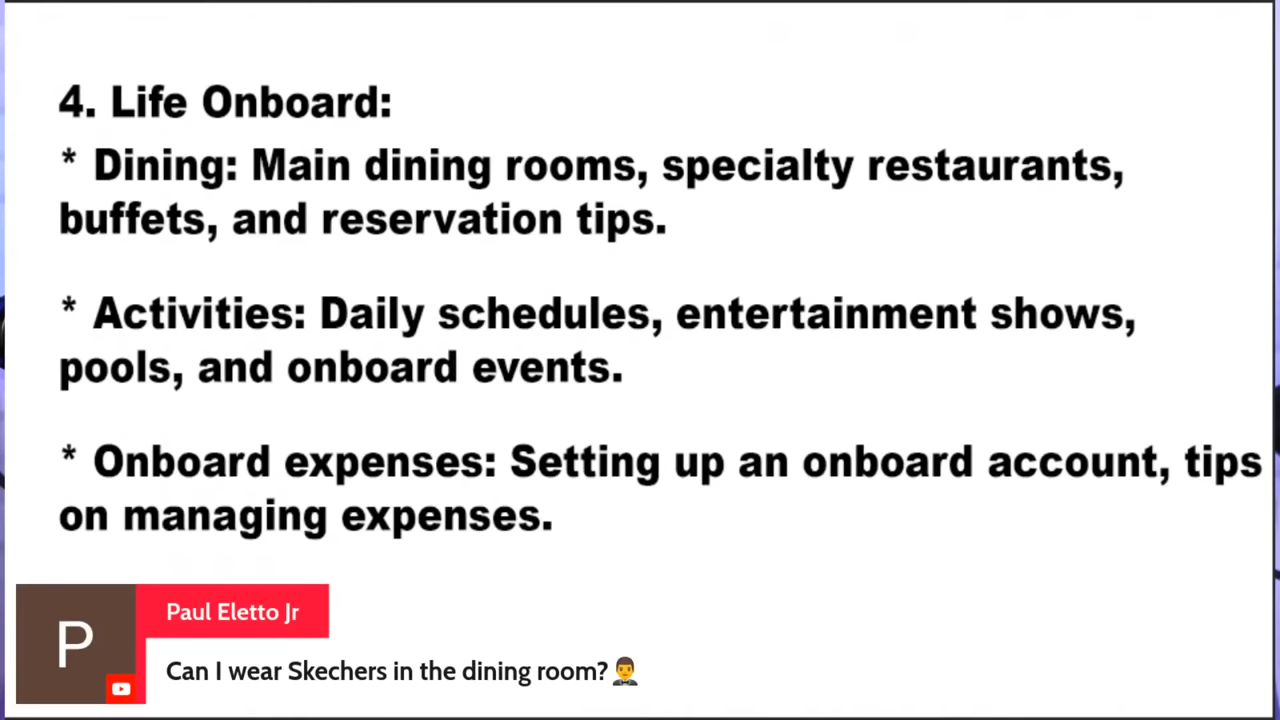 4. Life Onboard:
* Dining: Main dining rooms, specialty restaurants,
buffets, and reservation tips.
* Activities: Daily schedules, entertainment shows,
pools, and onboard events.
* Onboard expenses: Setting up an onboard account, tips
on managing expenses.
P
Paul Eletto Jr
Can I wear Skechers in the dining room?🤵‍♂️